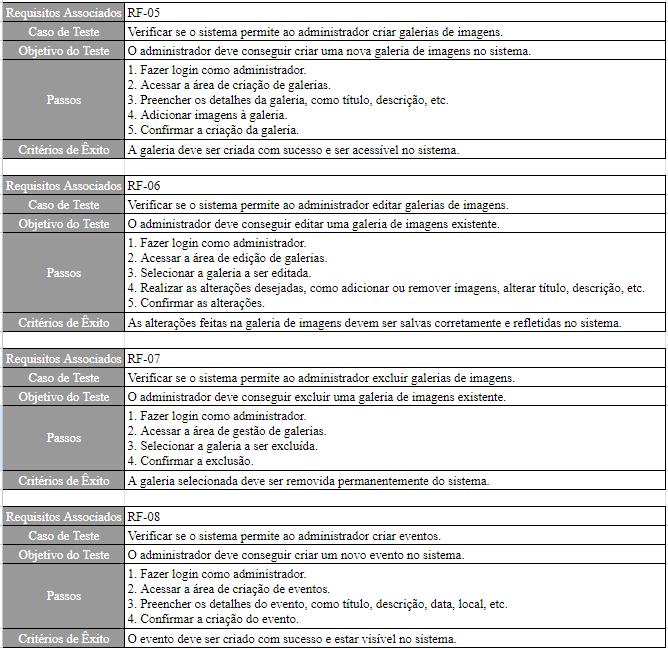 Requisitos Associados RF-05
Caso de Teste Verificar se o sistema permite ao administrador criar galerias de imagens.
Objetivo do Teste O administrador deve conseguir criar uma nova galeria de imagens no sistema.
Passos
1. Fazer login como administrador.
2. Acessar a área de criação de galerias.
3. Preencher os detalhes da galeria, como título, descrição, etc.
4. Adicionar imagens à galeria.
5. Confirmar a criação da galeria.
Critérios de Êxito A galeria deve ser criada com sucesso e ser acessível no sistema.
Requisitos Associados RF-06
Caso de Teste Verificar se o sistema permite ao administrador editar galerias de imagens.
Objetivo do Teste O administrador deve conseguir editar uma galeria de imagens existente.
Passos
1. Fazer login como administrador.
2. Acessar a área de edição de galerias.
3. Selecionar a galeria a ser editada.
4. Realizar as alterações desejadas, como adicionar ou remover imagens, alterar título, descrição, etc.
5. Confirmar as alterações.
Critérios de Êxito As alterações feitas na galeria de imagens devem ser salvas corretamente e refletidas no sistema.
Requisitos Associados RF-07
Caso de Teste Verificar se o sistema permite ao administrador excluir galerias de imagens.
Objetivo do Teste O administrador deve conseguir excluir uma galeria de imagens existente.
Passos
1. Fazer login como administrador.
2. Acessar a área de gestão de galerias.
3. Selecionar a galeria a ser excluída.
4. Confirmar a exclusão.
Critérios de Êxito A galeria selecionada deve ser removida permanentemente do sistema.
Requisitos Associados RF-08
Caso de Teste Verificar se o sistema permite ao administrador criar eventos.
Objetivo do Teste O administrador deve conseguir criar um novo evento no sistema.
Passos
1. Fazer login como administrador.
2. Acessar a área de criação de eventos.
3. Preencher os detalhes do evento, como título, descrição, data, local, etc.
4. Confirmar a criação do evento.
Critérios de Êxito O evento deve ser criado com sucesso e estar visível no sistema.